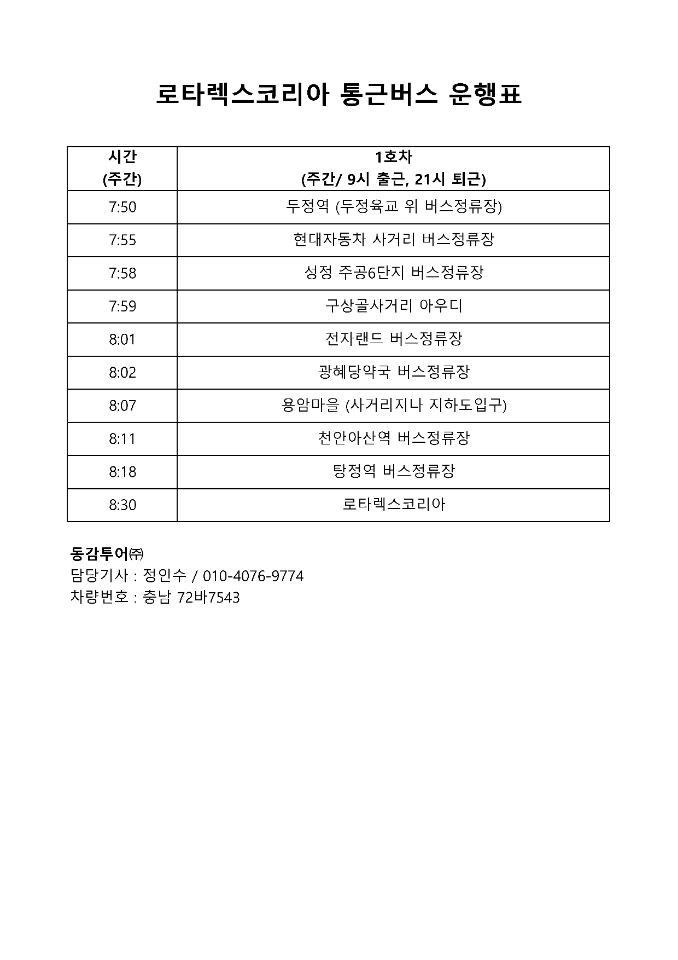 로타렉스코리아 통근버스 운행표
시간
(주간)
1호차
(주간/ 9시 출근, 21시 퇴근)
7:50 두정역 (두정육교 위 버스정류장)
7:55 현대자동차 사거리 버스정류장
7:58 성정 주공6단지 버스정류장
7:59 구상골사거리 아우디
8:01 전자랜드 버스정류장
8:02 광혜당약국 버스정류장
8:07 용암마을 (사거리지나 지하도입구)
8:11 천안아산역 버스정류장
8:18 탕정역 버스정류장
8:30 로타렉스코리아
동감투어㈜
담당기사 : 정인수 / 010-4076-9774
차량번호 : 충남 72바7543